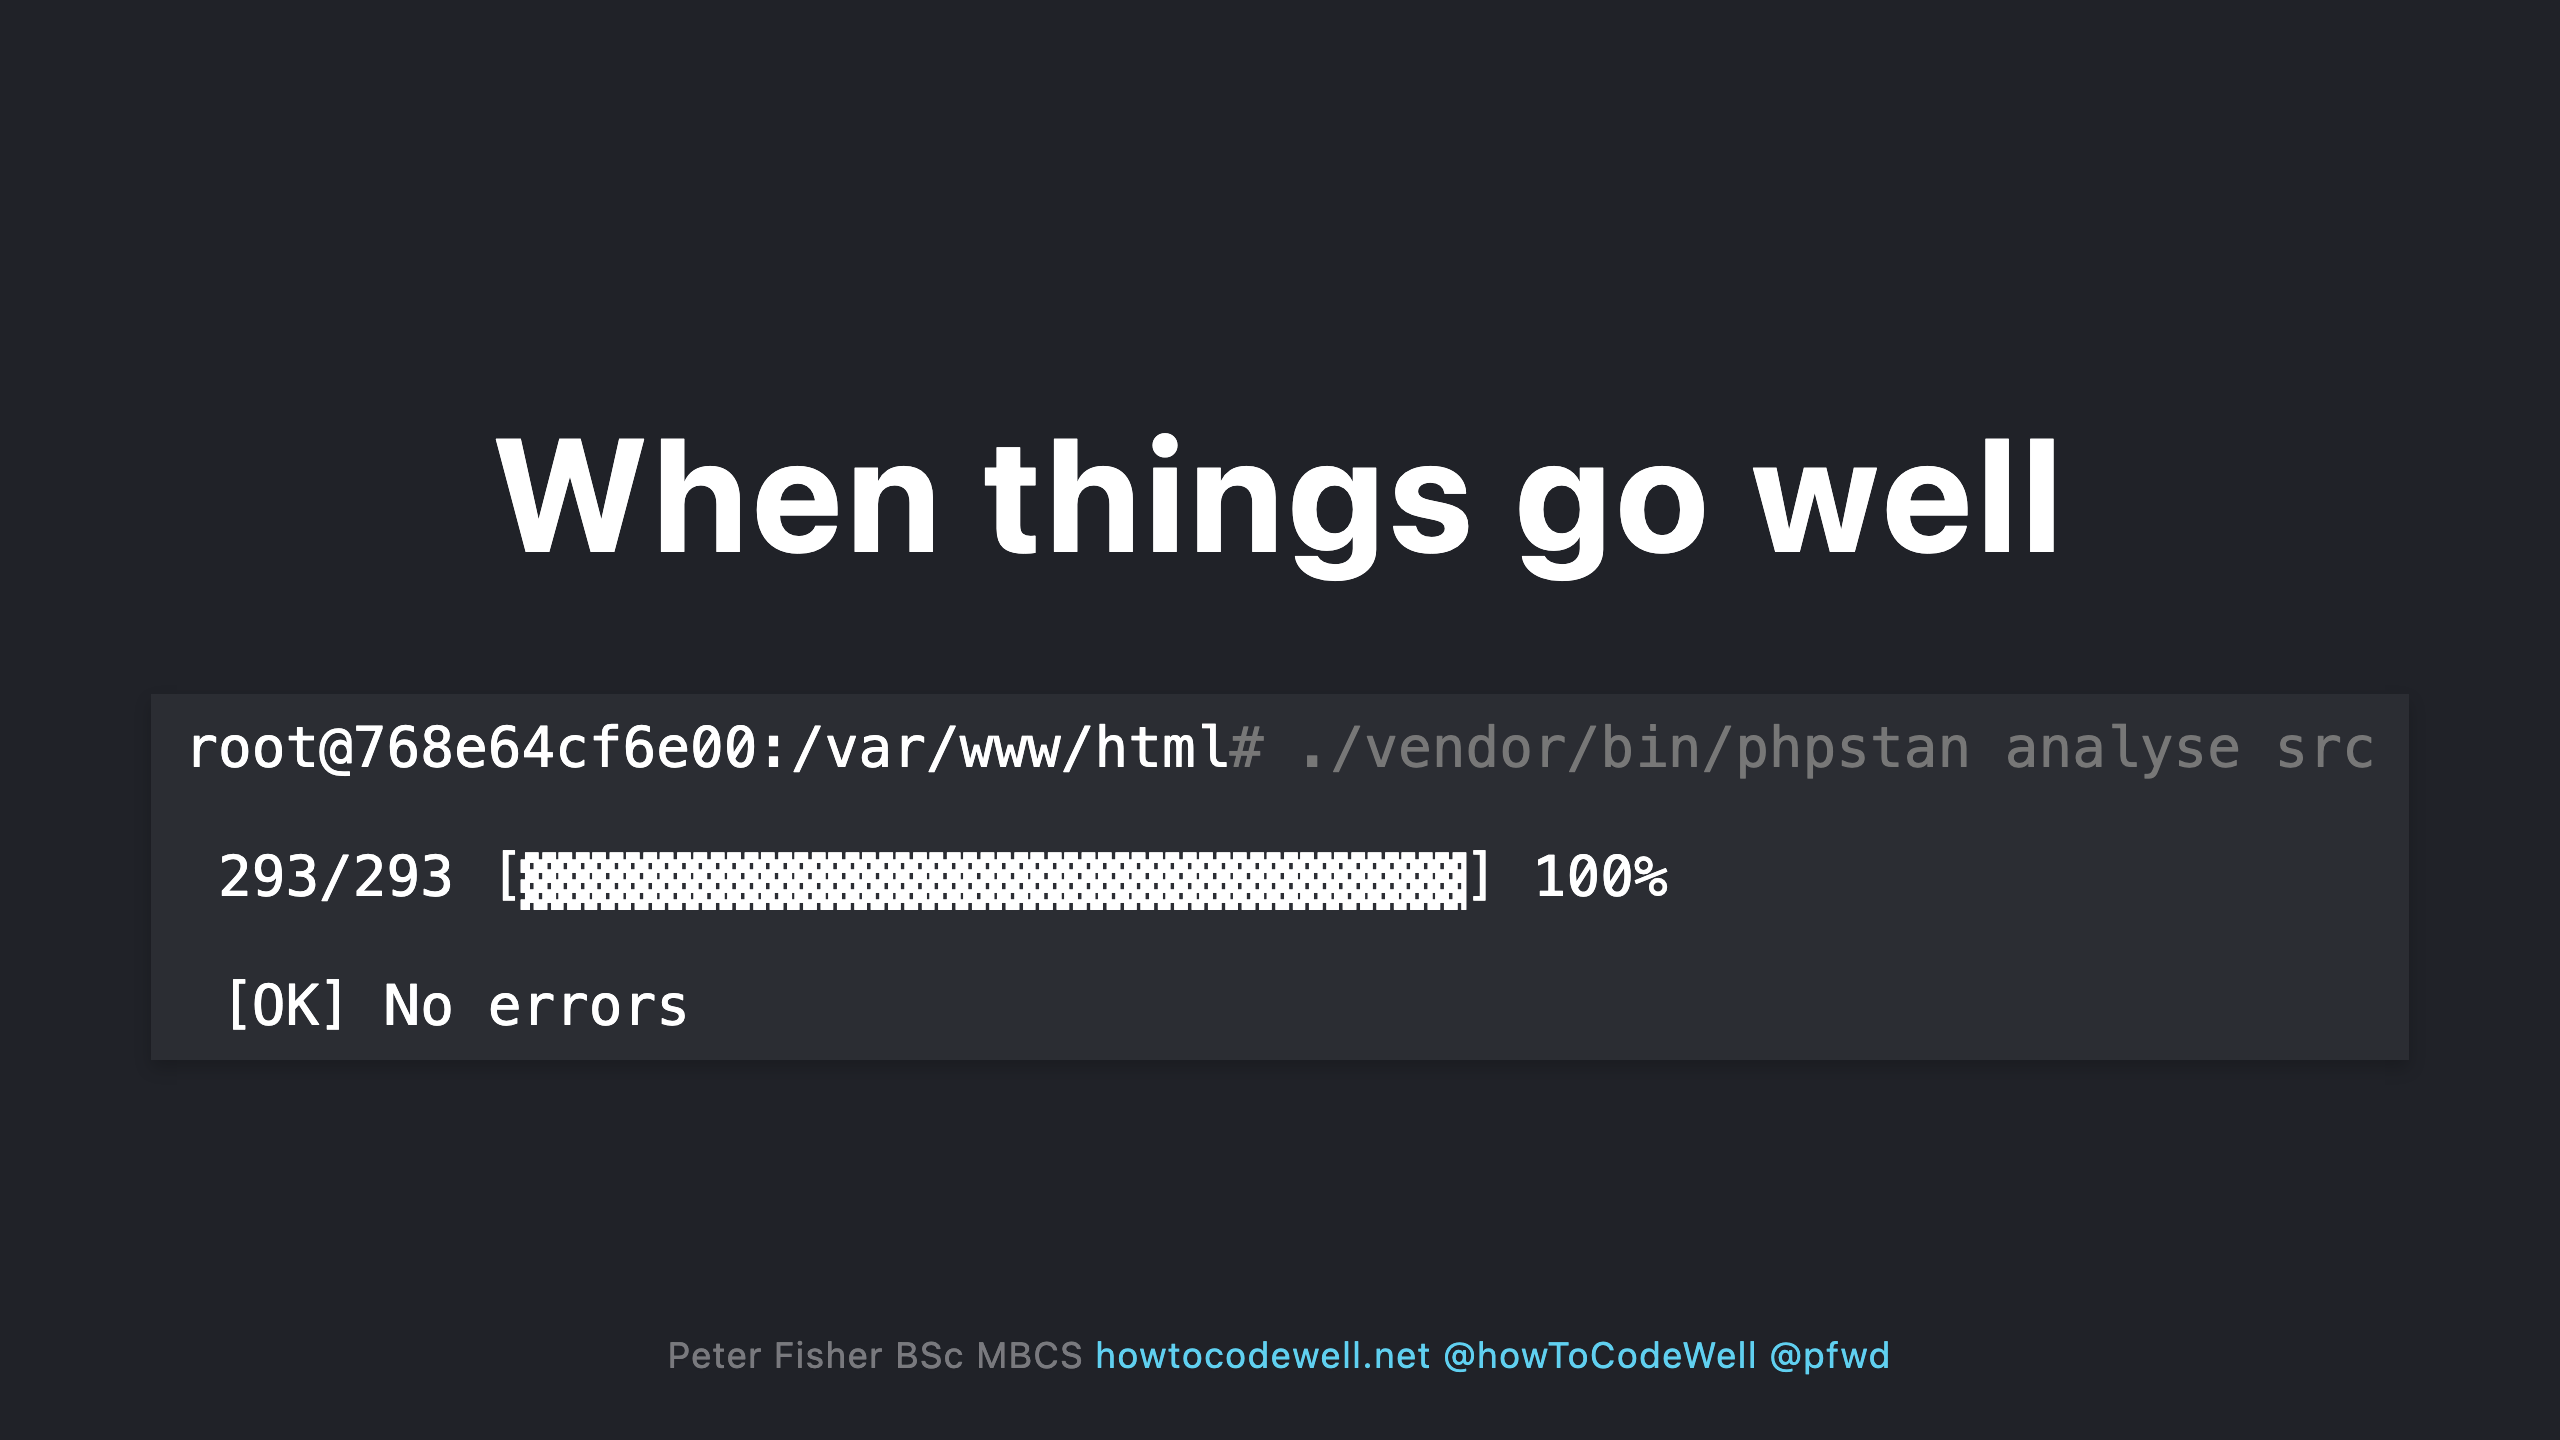 When things go well
root@768e64cf6e00:/var/www/html# ./vendor/bin/phpstan analyse src
293/293 [▓▓▓▓▓▓▓▓▓▓▓▓▓▓▓▓▓▓▓▓▓▓▓▓▓▓▓▓] 100%
[OK] No errors
Peter Fisher BSc MBCS howtocodewell.net @howToCodeWell @pfwd